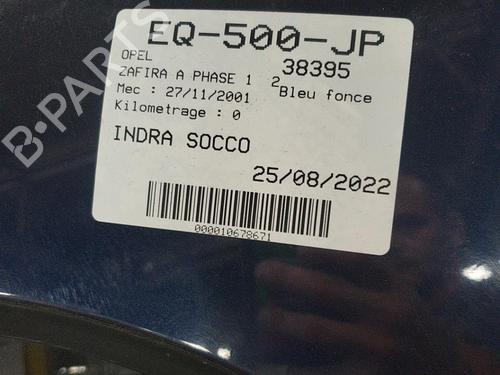 EQ-500-JP
OPEL 38395
ZAFIRA A PHASE 1 2
Mec : 27/11/2001 Bleu fonce
Kilometrage : 0
INDRA SOCCO
25/08/2022
000010678671
B-PARTS